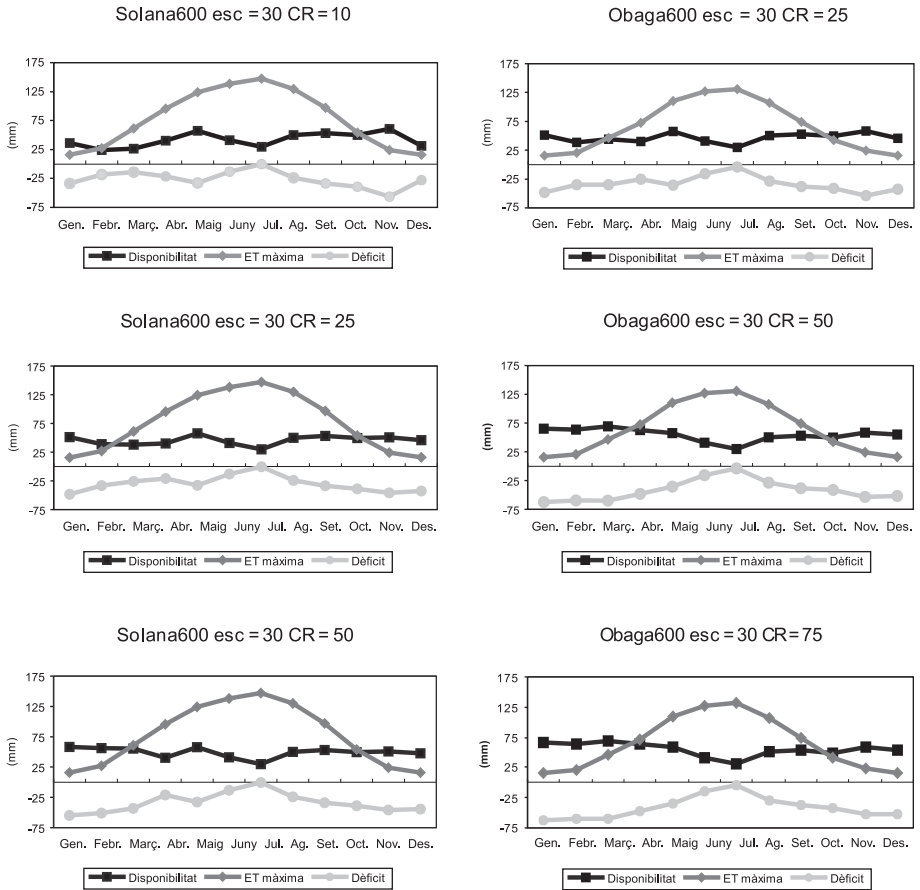 Solana600 esc = 30 CR = 10
175
125
75
25
-25
-75
(mm)
Gen. Febr. Març. Abr. Maig Juny Jul. Ag. Set. Oct. Nov. Des.
Disponibilitat ET màxima Dèficit
Obaga600 esc = 30 CR = 25
175
125
75
25
-25
-75
(mm)
Gen. Febr. Març. Abr. Maig Juny Jul. Ag. Set. Oct. Nov. Des.
Disponibilitat ET màxima Dèficit
Solana600 esc = 30 CR = 25
175
125
75
25
-25
-75
(mm)
Gen. Febr. Març. Abr. Maig Juny Jul. Ag. Set. Oct. Nov. Des.
Disponibilitat ET màxima Dèficit
Obaga600 esc = 30 CR = 50
175
125
75
25
-25
-75
(mm)
Gen. Febr. Març. Abr. Maig Juny Jul. Ag. Set. Oct. Nov. Des.
Disponibilitat ET màxima Dèficit
Solana600 esc = 30 CR = 50
175
125
75
25
-25
-75
(mm)
Gen. Febr. Març. Abr. Maig Juny Jul. Ag. Set. Oct. Nov. Des.
Disponibilitat ET màxima Dèficit
Obaga600 esc = 30 CR = 75
175
125
75
25
-25
-75
(mm)
Gen. Febr. Març. Abr. Maig Juny Jul. Ag. Set. Oct. Nov. Des.
Disponibilitat ET màxima Dèficit